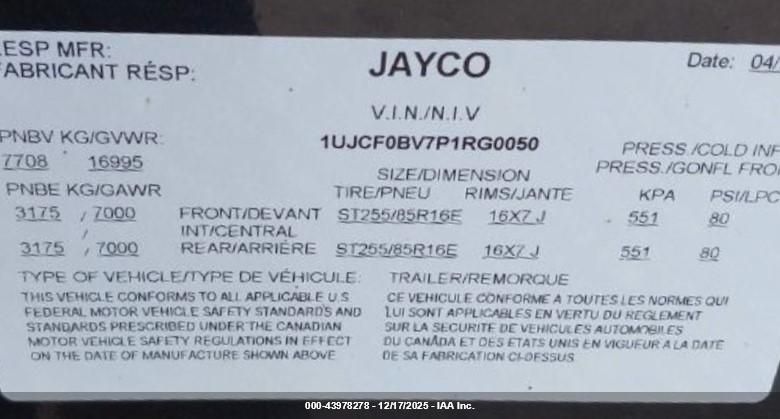 RESP MFR:
FABRICANT RÉSP:
JAYCO
Date: 04/
V.I.N./N.I.V
PNBV KG/GVWR:
1UJCF0BV7P1RG0050
7708 16995
PRESS./COLD INF
PRESS./GONFL FRO
SIZE/DIMENSION
PNBE KG/GAWR
TIRE/PNEU RIMS/JANTE
KPA PSI/LPC
3175 / 7000 FRONT/DEVANT ST255/85R16E 16X7 J 551 80
/ INT/CENTRAL
3175 / 7000 REAR/ARRIÈRE ST255/85R16E 16X7 J 551 80
TYPE OF VEHICLE/TYPE DE VÉHICULE: TRAILER/REMORQUE
THIS VEHICLE CONFORMS TO ALL APPLICABLE U.S
FEDERAL MOTOR VEHICLE SAFETY STANDARDS AND
STANDARDS PRESCRIBED UNDER THE CANADIAN
MOTOR VEHICLE SAFETY REGULATIONS IN EFFECT
ON THE DATE OF MANUFACTURE SHOWN ABOVE
CE VEHICULE CONFORME A TOUTES LES NORMES QUI
LUI SONT APPLICABLES EN VERTU DU REGLEMENT
SUR LA SECURITE DE VEHICULES AUTOMOBILES
DU CANADA ET DES ETATS UNIS EN VIGUEUR A LA DATE
DE SA FABRICATION CI-DESSUS
000-43978278 - 12/17/2025 - IAA Inc.